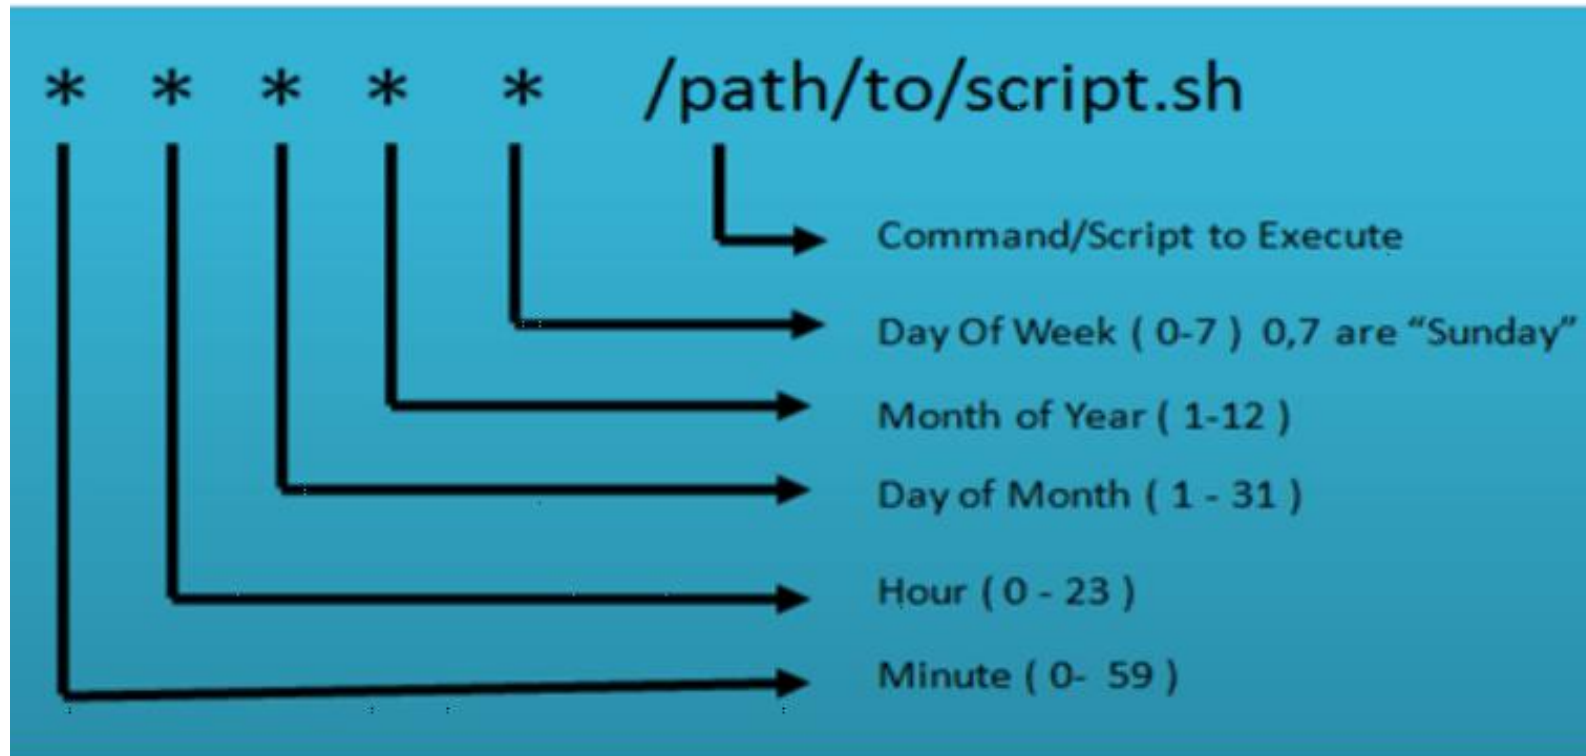 * * * * * /path/to/script.sh
Command/Script to Execute
Day Of Week ( 0-7 ) 0,7 are “Sunday”
Month of Year ( 1-12 )
Day of Month ( 1 - 31 )
Hour ( 0 - 23 )
Minute ( 0- 59 )